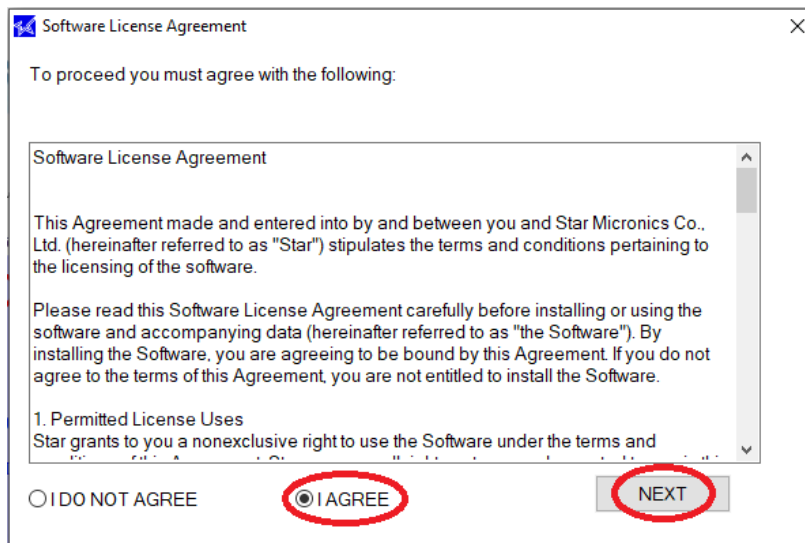 Software License Agreement
To proceed you must agree with the following:
Software License Agreement
This Agreement made and entered into by and between you and Star Micronics Co.,
Ltd. (hereinafter referred to as "Star") stipulates the terms and conditions pertaining to
the licensing of the software.
Please read this Software License Agreement carefully before installing or using the
software and accompanying data (hereinafter referred to as "the Software"). By
installing the Software, you are agreeing to be bound by this Agreement. If you do not
agree to the terms of this Agreement, you are not entitled to install the Software.
1. Permitted License Uses
Star grants to you a nonexclusive right to use the Software under the terms and
I DO NOT AGREE
I AGREE
NEXT